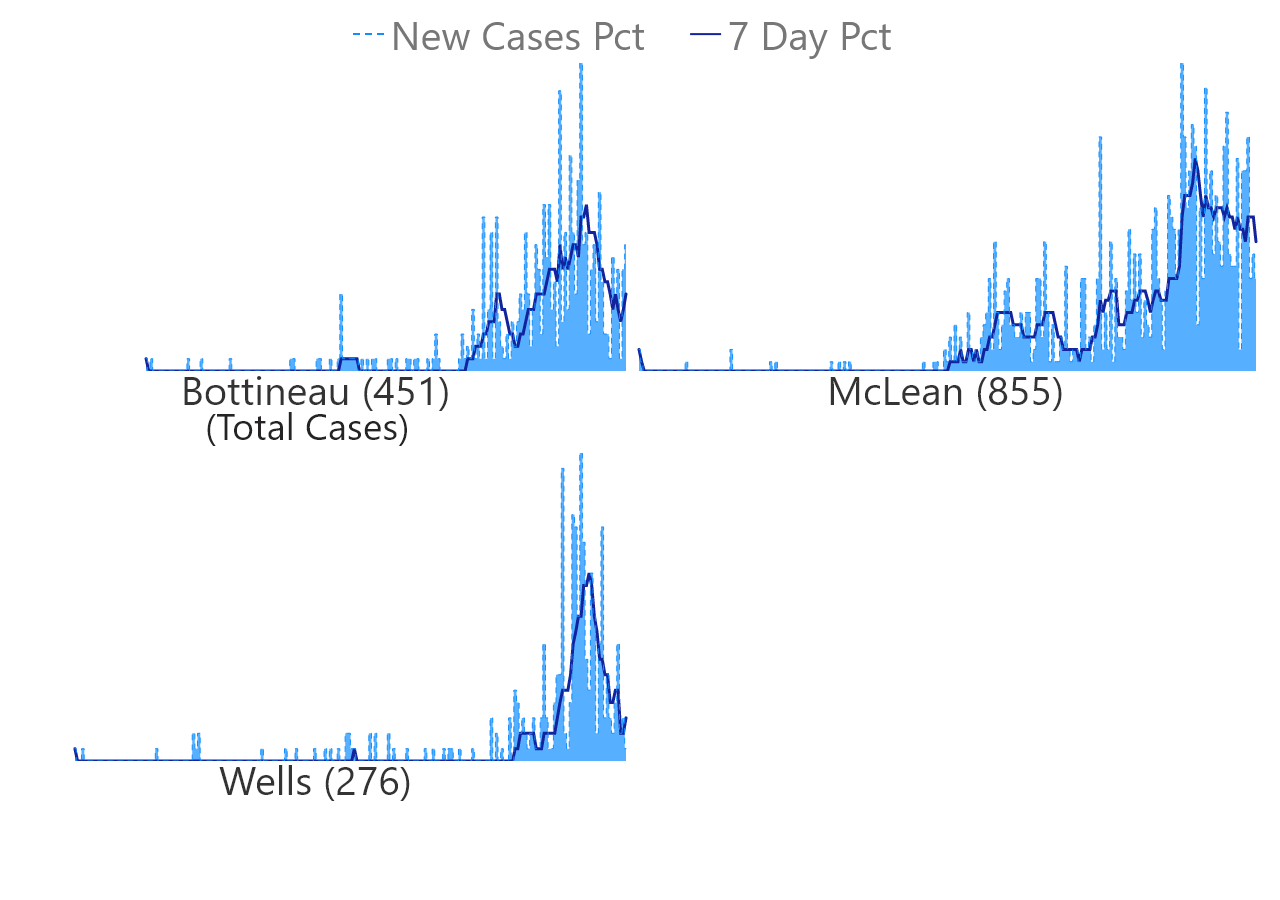 New Cases Pct 7 Day Pct
Bottineau (451)
(Total Cases)
McLean (855)
Wells (276)